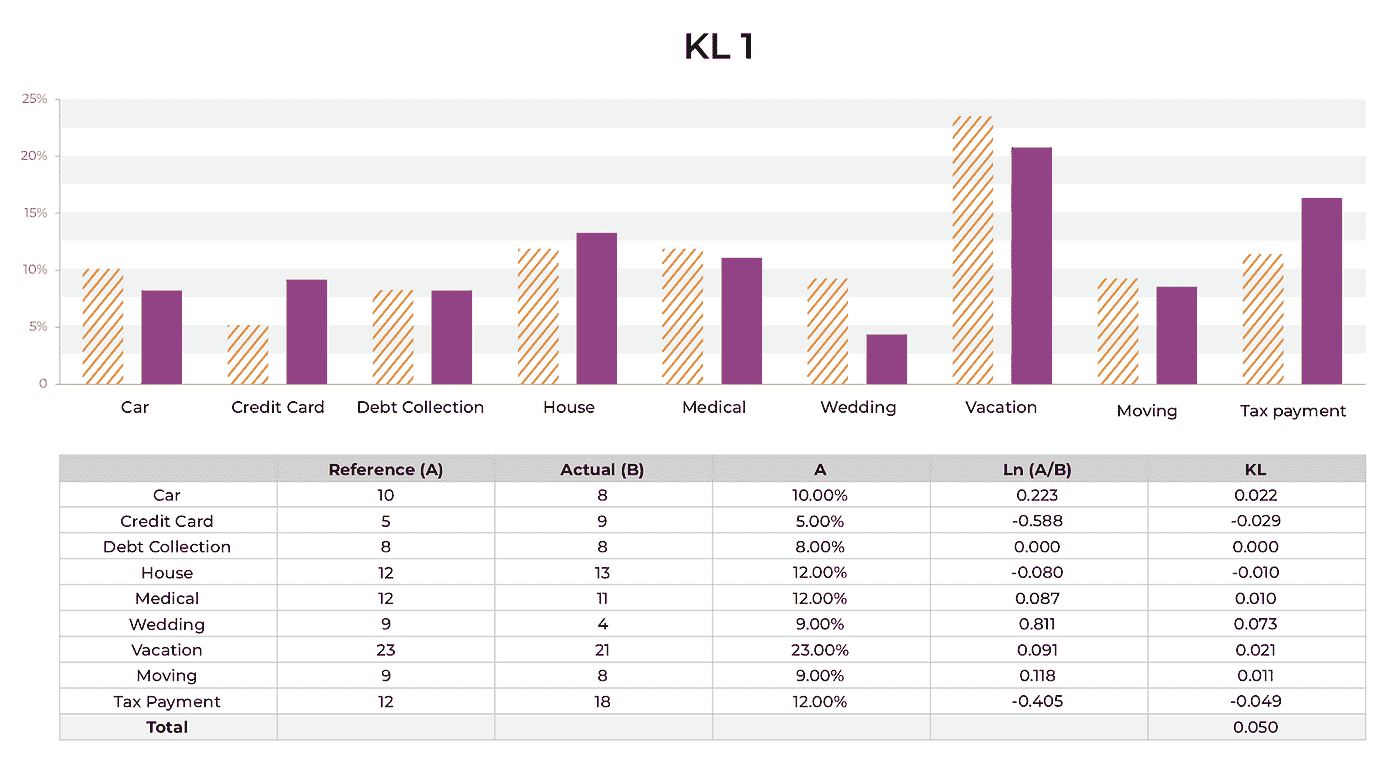 KL 1
25%
20%
15%
10%
5%
0
Car Credit Card Debt Collection House Medical Wedding Vacation Moving Tax payment
Reference (A) Actual (B) A Ln (A/B) KL
Car 10 8 10.00% 0.223 0.022
Credit Card 5 9 5.00% -0.588 -0.029
Debt Collection 8 8 8.00% 0.000 0.000
House 12 13 12.00% -0.080 -0.010
Medical 12 11 12.00% 0.087 0.010
Wedding 9 4 9.00% 0.811 0.073
Vacation 23 21 23.00% 0.091 0.021
Moving 9 8 9.00% 0.118 0.011
Tax Payment 12 18 12.00% -0.405 -0.049
Total 0.050